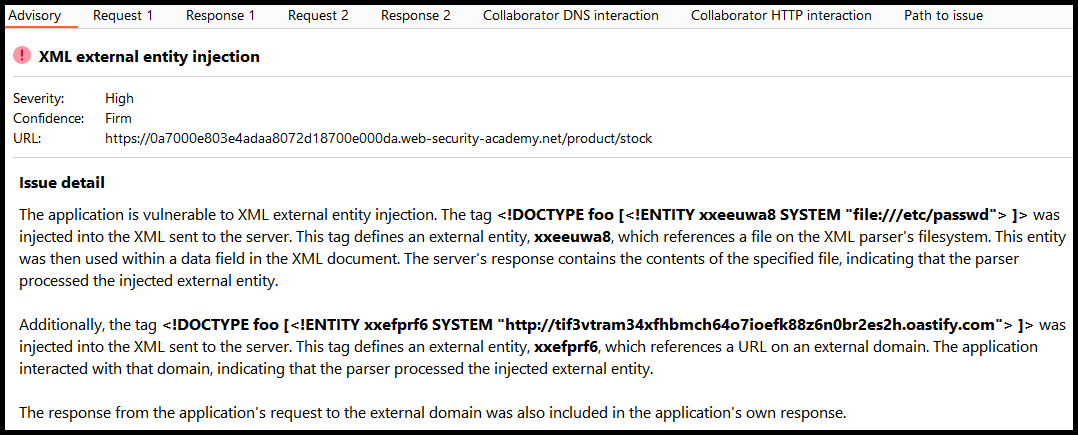 Advisory Request 1 Response 1 Request 2 Response 2 Collaborator DNS interaction Collaborator HTTP interaction Path to issue
! XML external entity injection
Severity: High
Confidence: Firm
URL: https://0a7000e803e4adaa8072d18700e000da.web-security-academy.net/product/stock
Issue detail
The application is vulnerable to XML external entity injection. The tag <!DOCTYPE foo [<!ENTITY xxeeuwa8 SYSTEM "file:///etc/passwd"> ]> was
injected into the XML sent to the server. This tag defines an external entity, xxeeuwa8, which references a file on the XML parser's filesystem. This entity
was then used within a data field in the XML document. The server's response contains the contents of the specified file, indicating that the parser
processed the injected external entity.
Additionally, the tag <!DOCTYPE foo [<!ENTITY xxefprf6 SYSTEM "http://tif3vtram34xfhbmch64o7ioefk88z6n0br2es2h.oastify.com"> ]> was
injected into the XML sent to the server. This tag defines an external entity, xxefprf6, which references a URL on an external domain. The application
interacted with that domain, indicating that the parser processed the injected external entity.
The response from the application's request to the external domain was also included in the application's own response.